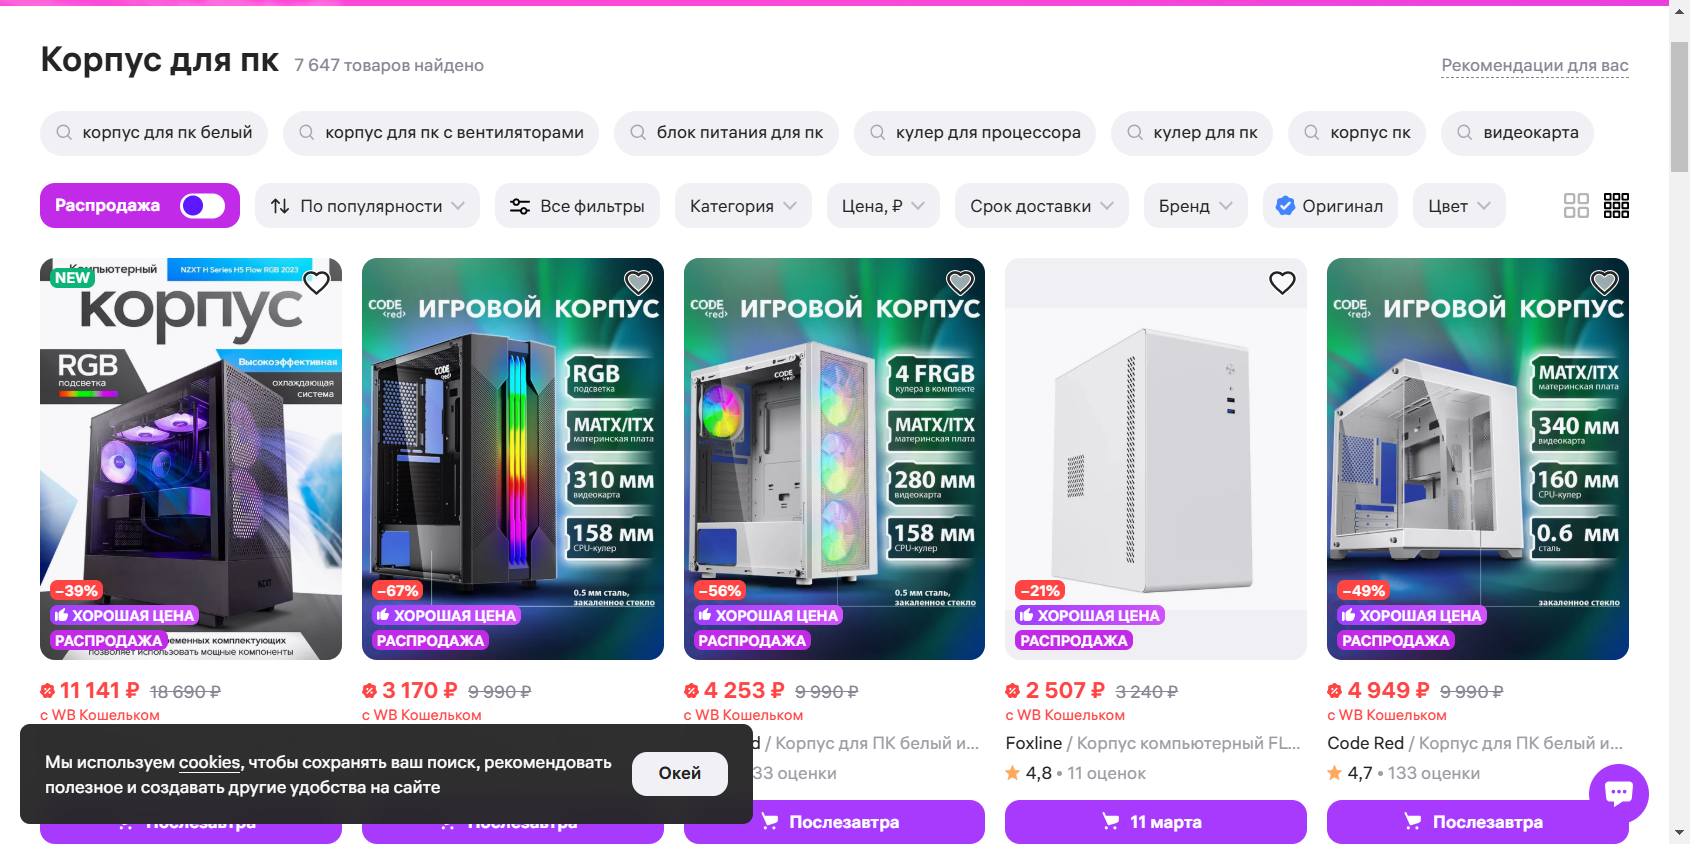 Корпус для пк 7 647 товаров найдено
Рекомендации для вас
корпус для пк белый
корпус для пк с вентиляторами
блок питания для пк
кулер для процессора
кулер для пк
корпус пк
видеокарта
Распродажа
По популярности
Все фильтры
Категория
Цена, ₽
Срок доставки
Бренд
Оригинал
Цвет
NEW
NZXT H Series H5 Flow RGB 2023
корпус
RGB
подсветка
Высокоэффективная
охлаждающая
система
NZXT
-39%
ХОРОШАЯ ЦЕНА
РАСПРОДАЖА
позволяет использовать мощные компоненты
CODE
<red>
ИГРОВОЙ КОРПУС
CODE
<red>
RGB
подсветка
MATX/ITX
материнская плата
310 мм
видеокарта
158 мм
CPU-кулер
0.5 мм сталь,
закаленное стекло
-67%
ХОРОШАЯ ЦЕНА
РАСПРОДАЖА
CODE
<red>
ИГРОВОЙ КОРПУС
CODE
<red>
4 FRGB
кулера в комплекте
MATX/ITX
материнская плата
280 мм
видеокарта
158 мм
CPU-кулер
0.5 мм сталь,
закаленное стекло
-56%
ХОРОШАЯ ЦЕНА
РАСПРОДАЖА
-21%
ХОРОШАЯ ЦЕНА
РАСПРОДАЖА
CODE
<red>
ИГРОВОЙ КОРПУС
MATX/ITX
материнская плата
340 мм
видеокарта
160 мм
CPU-кулер
0.6 мм
сталь
закаленное стекло
-49%
ХОРОШАЯ ЦЕНА
РАСПРОДАЖА
11 141 ₽ 18 690 ₽
с WB Кошельком
3 170 ₽ 9 990 ₽
с WB Кошельком
4 253 ₽ 9 990 ₽
с WB Кошельком
/ Корпус для ПК белый и...
33 оценки
Послезавтра
2 507 ₽ 3 240 ₽
с WB Кошельком
Foxline / Корпус компьютерный FL...
4,8 • 11 оценок
11 марта
4 949 ₽ 9 990 ₽
с WB Кошельком
Code Red / Корпус для ПК белый и...
4,7 • 133 оценки
Послезавтра
Мы используем cookies, чтобы сохранять ваш поиск, рекомендовать
полезное и создавать другие удобства на сайте
Окей